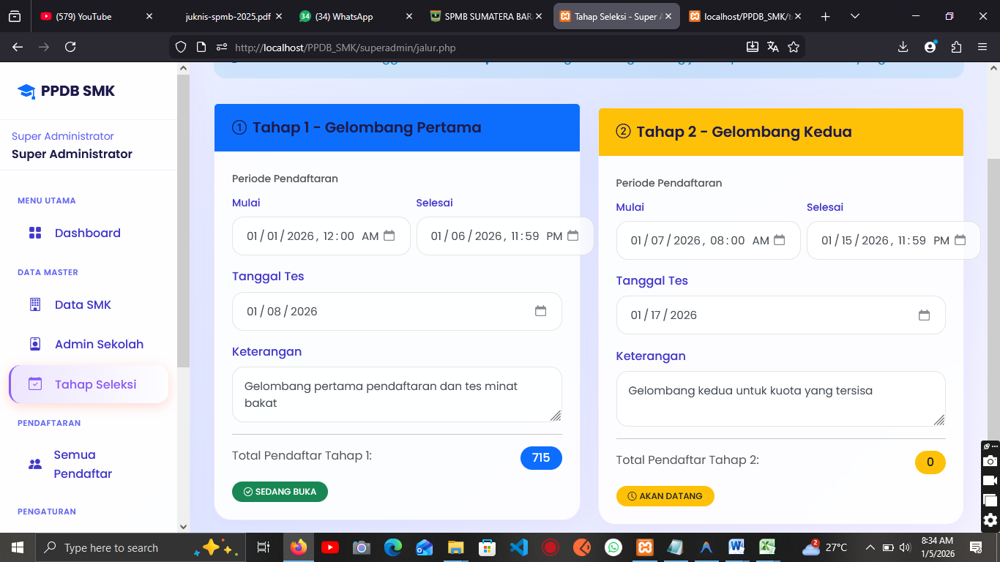 (579) YouTube
juknis-spmb-2025.pdf
34
(34) WhatsApp
SPMB SUMATERA BAR
Tahap Seleksi - Super A
localhost/PPDB_SMK/t
http://localhost/PPDB_SMK/superadmin/jalur.php
PPDB SMK
Super Administrator
Super Administrator
MENU UTAMA
Dashboard
DATA MASTER
Data SMK
Admin Sekolah
Tahap Seleksi
PENDAFTARAN
Semua
Pendaftar
PENGATURAN
1 Tahap 1 - Gelombang Pertama
Periode Pendaftaran
Mulai
Selesai
01/01/2026, 12:00 AM
01/06/2026, 11:59 PM
Tanggal Tes
01/08/2026
Keterangan
Gelombang pertama pendaftaran dan tes minat
bakat
Total Pendaftar Tahap 1:
715
SEDANG BUKA
2 Tahap 2 - Gelombang Kedua
Periode Pendaftaran
Mulai
Selesai
01/07/2026, 08:00 AM
01/15/2026, 11:59 PM
Tanggal Tes
01/17/2026
Keterangan
Gelombang kedua untuk kuota yang tersisa
Total Pendaftar Tahap 2:
0
AKAN DATANG
Type here to search
2
27°C
8:34 AM
1/5/2026